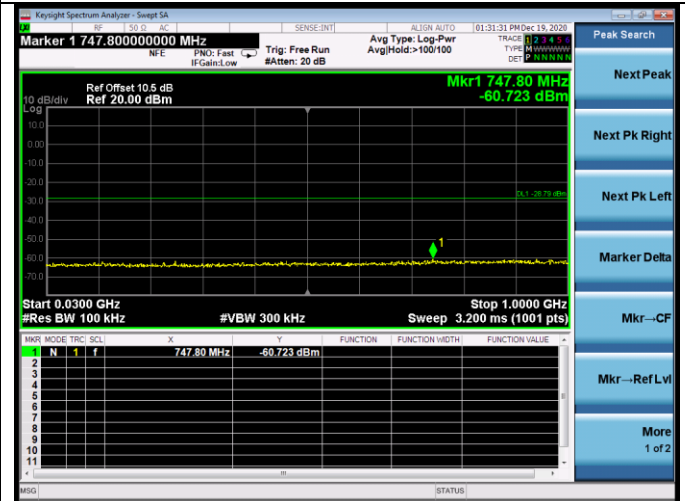 Keysight Spectrum Analyzer - Swept SA
RF 50 Ω AC SENSE:INT ALIGN AUTO 01:31:31 PM Dec 19, 2020
Marker 1 747.800000000 MHz
NFE PNO: Fast Trig: Free Run Avg Type: Log-Pwr TRACE 1 2 3 4 5 6
IFGain:Low #Atten: 20 dB Avg|Hold:>100/100 TYPE M WWWWW
DET P N N N N N
Peak Search
Next Peak
Next Pk Right
Next Pk Left
Marker Delta
Mkr→CF
Mkr→Ref Lvl
More
1 of 2
Mkr1 747.80 MHz
-60.723 dBm
Ref Offset 10.5 dB
10 dB/div Ref 20.00 dBm
Log
10.0
0.00
-10.0
-20.0
DL1 -28.79 dBm
-30.0
-40.0
-50.0
1
-60.0
-70.0
Start 0.0300 GHz Stop 1.0000 GHz
#Res BW 100 kHz #VBW 300 kHz Sweep 3.200 ms (1001 pts)
MKR MODE TRC SCL X Y FUNCTION FUNCTION WIDTH FUNCTION VALUE
1 N 1 f 747.80 MHz -60.723 dBm
2
3
4
5
6
7
8
9
10
11
MSG STATUS